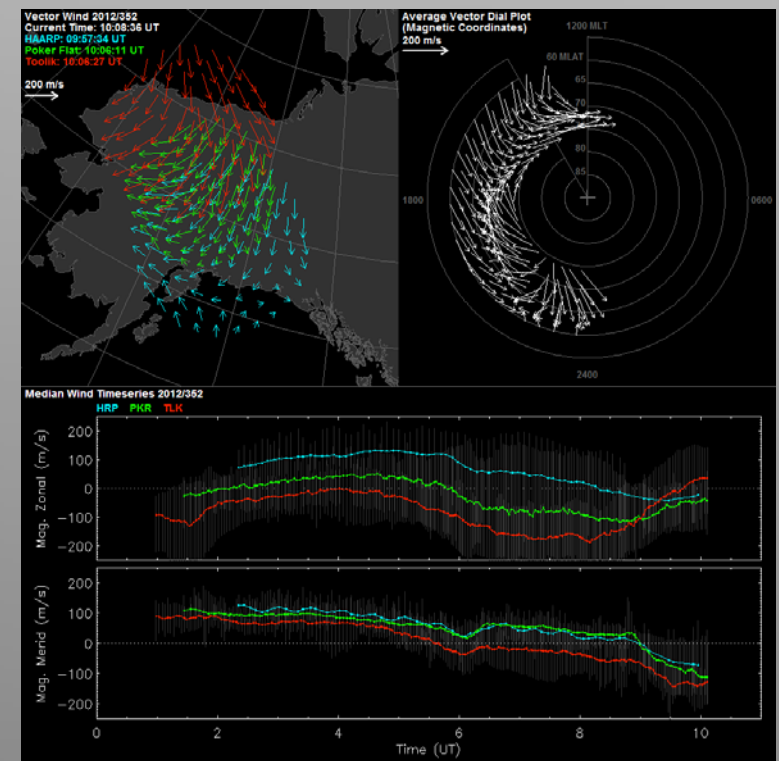 Vector Wind 2012/352
Current Time: 10:08:36 UT
HAARP: 09:57:34 UT
Poker Flat: 10:06:11 UT
Toolik: 10:06:27 UT
200 m/s
Average Vector Dial Plot
(Magnetic Coordinates)
200 m/s
1200 MLT
60 MLAT
65
70
80
85
1800
0600
2400
Median Wind Timeseries 2012/352
HRP PKR TLK
Mag. Zonal (m/s)
200
100
0
-100
-200
Mag. Merid (m/s)
200
100
0
-100
-200
0 2 4 6 8 10
Time (UT)